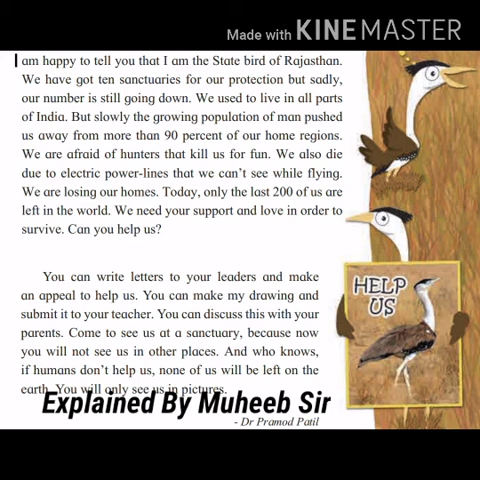 Made with KINEMASTER
I am happy to tell you that I am the State bird of Rajasthan.
We have got ten sanctuaries for our protection but sadly,
our number is still going down. We used to live in all parts
of India. But slowly the growing population of man pushed
us away from more than 90 percent of our home regions.
We are afraid of hunters that kill us for fun. We also die
due to electric power-lines that we can't see while flying.
We are losing our homes. Today, only the last 200 of us are
left in the world. We need your support and love in order to
survive. Can you help us?
You can write letters to your leaders and make
an appeal to help us. You can make my drawing and
submit it to your teacher. You can discuss this with your
parents. Come to see us at a sanctuary, because now
you will not see us in other places. And who knows,
if humans don't help us, none of us will be left on the
earth. You will only see us in pictures.
Explained By Muheeb Sir
- Dr Pramod Patil
HELP
US